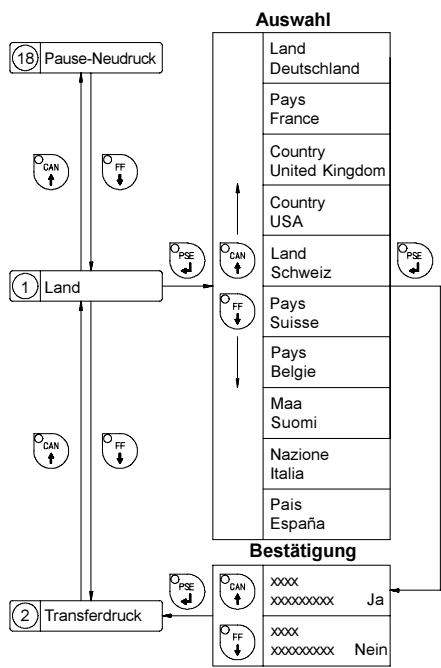 Auswahl
18 Pause-Neudruck
Land
Deutschland
Pays
France
Country
United Kingdom
Country
USA
Land
Schweiz
Pays
Suisse
Pays
Belgie
Maa
Suomi
Nazione
Italia
Pais
España
CAN
FF
PSE
CAN
FF
PSE
1 Land
CAN
FF
Bestätigung
PSE
CAN
xxxx
xxxxxxxxx Ja
FF
xxxx
xxxxxxxxx Nein
2 Transferdruck